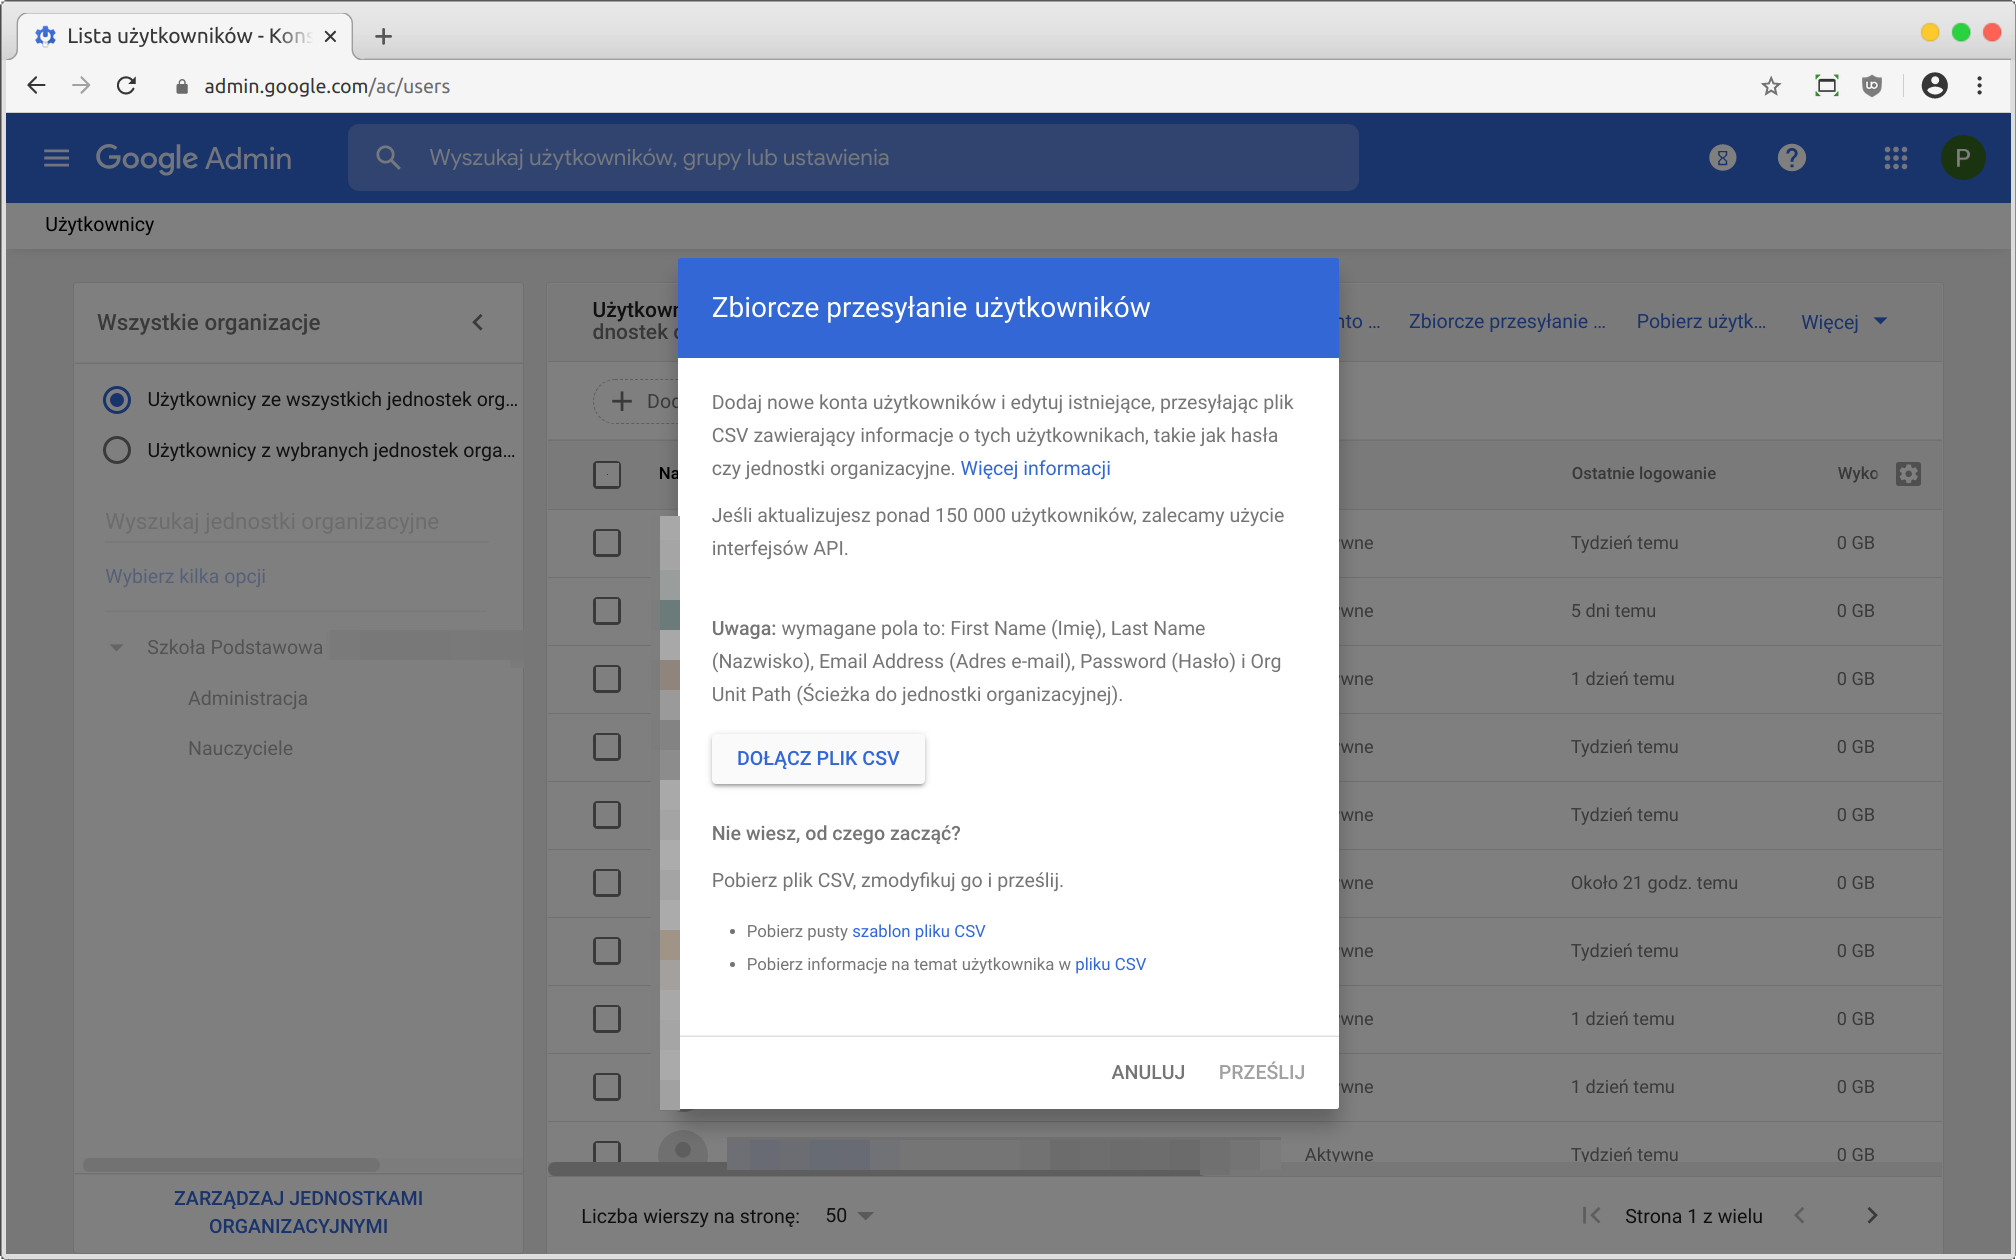 Lista użytkowników - Kons
admin.google.com/ac/users
Google Admin
Wyszukaj użytkowników, grupy lub ustawienia
P
Użytkownicy
Wszystkie organizacje
Użytkownicy ze wszystkich jednostek org...
Użytkownicy z wybranych jednostek orga...
Wyszukaj jednostki organizacyjne
Wybierz kilka opcji
Szkoła Podstawowa
Administracja
Nauczyciele
ZARZĄDZAJ JEDNOSTKAMI
ORGANIZACYJNYMI
Użytkown
dnostek
nto ...
Zbiorcze przesyłanie ...
Pobierz użytk...
Więcej
Dod
Na
Ostatnie logowanie
Wyko
wne Tydzień temu 0 GB
wne 5 dni temu 0 GB
wne 1 dzień temu 0 GB
wne Tydzień temu 0 GB
wne Tydzień temu 0 GB
wne Około 21 godz. temu 0 GB
wne Tydzień temu 0 GB
wne 1 dzień temu 0 GB
wne 1 dzień temu 0 GB
Aktywne Tydzień temu 0 GB
Liczba wierszy na stronę: 50
Strona 1 z wielu
Zbiorcze przesyłanie użytkowników
Dodaj nowe konta użytkowników i edytuj istniejące, przesyłając plik
CSV zawierający informacje o tych użytkownikach, takie jak hasła
czy jednostki organizacyjne. Więcej informacji
Jeśli aktualizujesz ponad 150 000 użytkowników, zalecamy użycie
interfejsów API.
Uwaga: wymagane pola to: First Name (Imię), Last Name
(Nazwisko), Email Address (Adres e-mail), Password (Hasło) i Org
Unit Path (Ścieżka do jednostki organizacyjnej).
DOŁĄCZ PLIK CSV
Nie wiesz, od czego zacząć?
Pobierz plik CSV, zmodyfikuj go i prześlij.
• Pobierz pusty szablon pliku CSV
• Pobierz informacje na temat użytkownika w pliku CSV
ANULUJ
PRZEŚLIJ